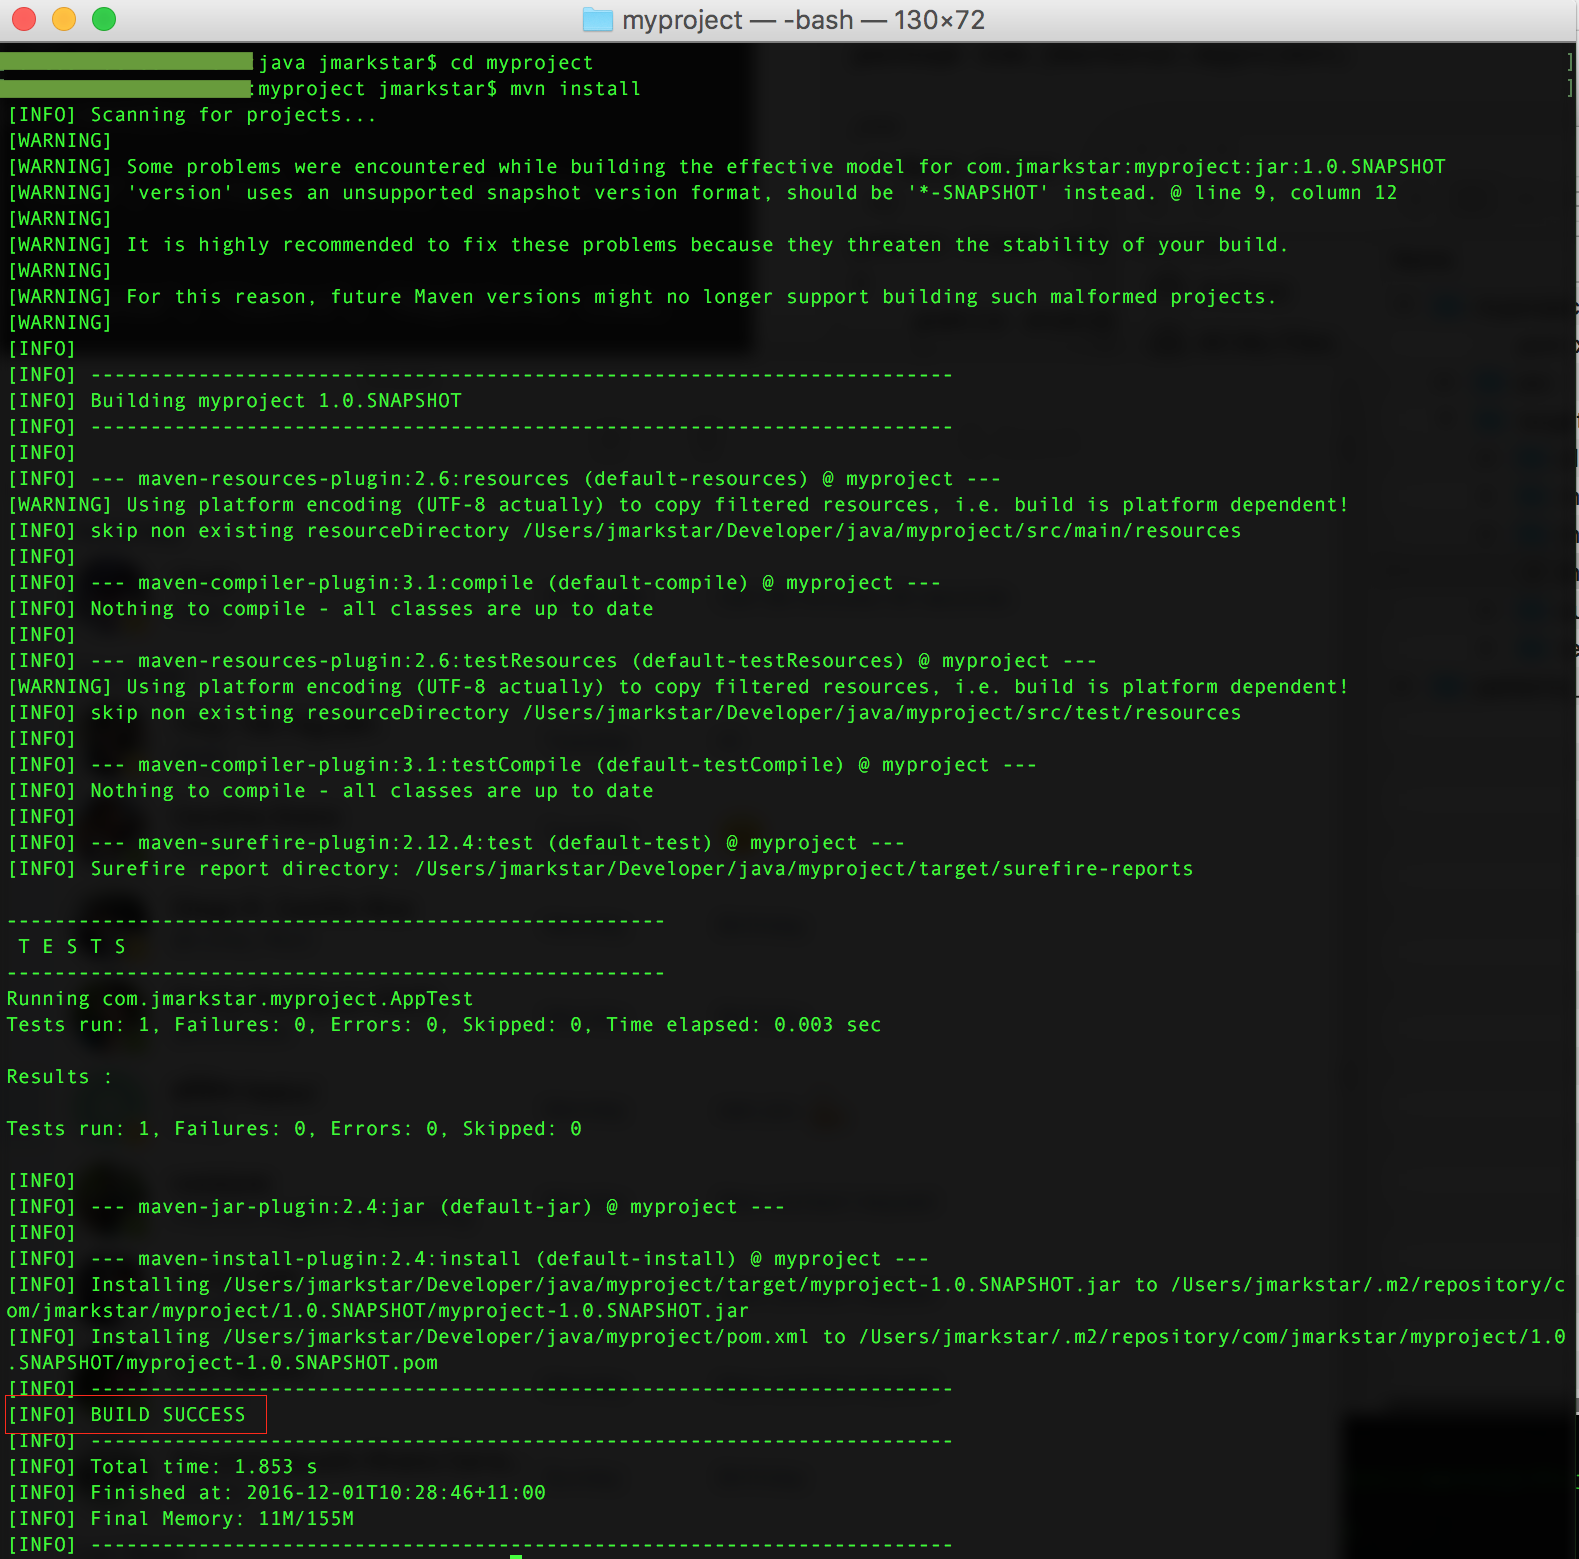 myproject — -bash — 130×72
java jmarkstar$ cd myproject
:myproject jmarkstar$ mvn install
[INFO] Scanning for projects...
[WARNING]
[WARNING] Some problems were encountered while building the effective model for com.jmarkstar:myproject:jar:1.0.SNAPSHOT
[WARNING] 'version' uses an unsupported snapshot version format, should be '*-SNAPSHOT' instead. @ line 9, column 12
[WARNING]
[WARNING] It is highly recommended to fix these problems because they threaten the stability of your build.
[WARNING]
[WARNING] For this reason, future Maven versions might no longer support building such malformed projects.
[WARNING]
[INFO]
[INFO] ------------------------------------------------------------------------
[INFO] Building myproject 1.0.SNAPSHOT
[INFO] ------------------------------------------------------------------------
[INFO]
[INFO] --- maven-resources-plugin:2.6:resources (default-resources) @ myproject ---
[WARNING] Using platform encoding (UTF-8 actually) to copy filtered resources, i.e. build is platform dependent!
[INFO] skip non existing resourceDirectory /Users/jmarkstar/Developer/java/myproject/src/main/resources
[INFO]
[INFO] --- maven-compiler-plugin:3.1:compile (default-compile) @ myproject ---
[INFO] Nothing to compile - all classes are up to date
[INFO]
[INFO] --- maven-resources-plugin:2.6:testResources (default-testResources) @ myproject ---
[WARNING] Using platform encoding (UTF-8 actually) to copy filtered resources, i.e. build is platform dependent!
[INFO] skip non existing resourceDirectory /Users/jmarkstar/Developer/java/myproject/src/test/resources
[INFO]
[INFO] --- maven-compiler-plugin:3.1:testCompile (default-testCompile) @ myproject ---
[INFO] Nothing to compile - all classes are up to date
[INFO]
[INFO] --- maven-surefire-plugin:2.12.4:test (default-test) @ myproject ---
[INFO] Surefire report directory: /Users/jmarkstar/Developer/java/myproject/target/surefire-reports
-------------------------------------------------------
T E S T S
-------------------------------------------------------
Running com.jmarkstar.myproject.AppTest
Tests run: 1, Failures: 0, Errors: 0, Skipped: 0, Time elapsed: 0.003 sec
Results :
Tests run: 1, Failures: 0, Errors: 0, Skipped: 0
[INFO]
[INFO] --- maven-jar-plugin:2.4:jar (default-jar) @ myproject ---
[INFO]
[INFO] --- maven-install-plugin:2.4:install (default-install) @ myproject ---
[INFO] Installing /Users/jmarkstar/Developer/java/myproject/target/myproject-1.0.SNAPSHOT.jar to /Users/jmarkstar/.m2/repository/c
om/jmarkstar/myproject/1.0.SNAPSHOT/myproject-1.0.SNAPSHOT.jar
[INFO] Installing /Users/jmarkstar/Developer/java/myproject/pom.xml to /Users/jmarkstar/.m2/repository/com/jmarkstar/myproject/1.0
.SNAPSHOT/myproject-1.0.SNAPSHOT.pom
[INFO] ------------------------------------------------------------------------
[INFO] BUILD SUCCESS
[INFO] ------------------------------------------------------------------------
[INFO] Total time: 1.853 s
[INFO] Finished at: 2016-12-01T10:28:46+11:00
[INFO] Final Memory: 11M/155M
[INFO] ------------------------------------------------------------------------